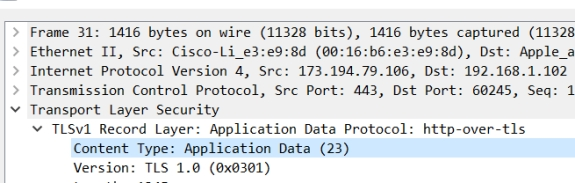 Frame 31: 1416 bytes on wire (11328 bits), 1416 bytes captured (11328
Ethernet II, Src: Cisco-Li_e3:e9:8d (00:16:b6:e3:e9:8d), Dst: Apple_a
Internet Protocol Version 4, Src: 173.194.79.106, Dst: 192.168.1.102
Transmission Control Protocol, Src Port: 443, Dst Port: 60245, Seq: 1
Transport Layer Security
TLSv1 Record Layer: Application Data Protocol: http-over-tls
Content Type: Application Data (23)
Version: TLS 1.0 (0x0301)